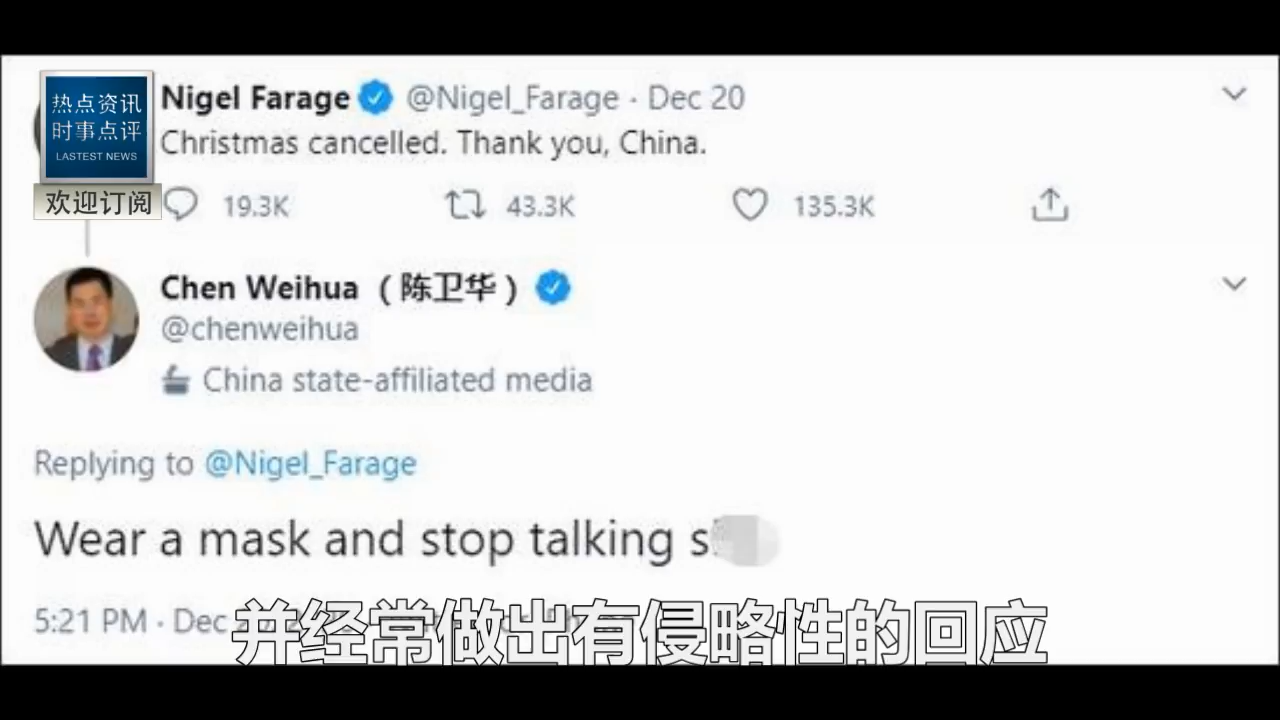 热点资讯
时事点评
LASTEST NEWS
欢迎订阅
Nigel Farage @Nigel_Farage · Dec 20
Christmas cancelled. Thank you, China.
19.3K 43.3K 135.3K
Chen Weihua （陈卫华）
@chenweihua
China state-affiliated media
Replying to @Nigel_Farage
Wear a mask and stop talking s
5:21 PM · Dec
并经常做出有侵略性的回应